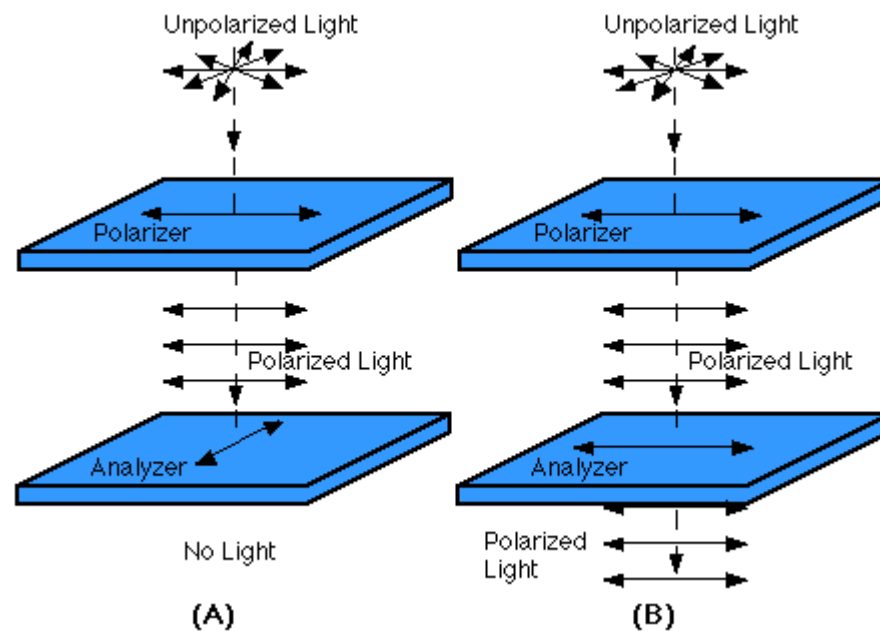 Unpolarized Light
Polarizer
Polarized Light
Analyzer
No Light
(A)
Unpolarized Light
Polarizer
Polarized Light
Analyzer
Polarized
Light
(B)